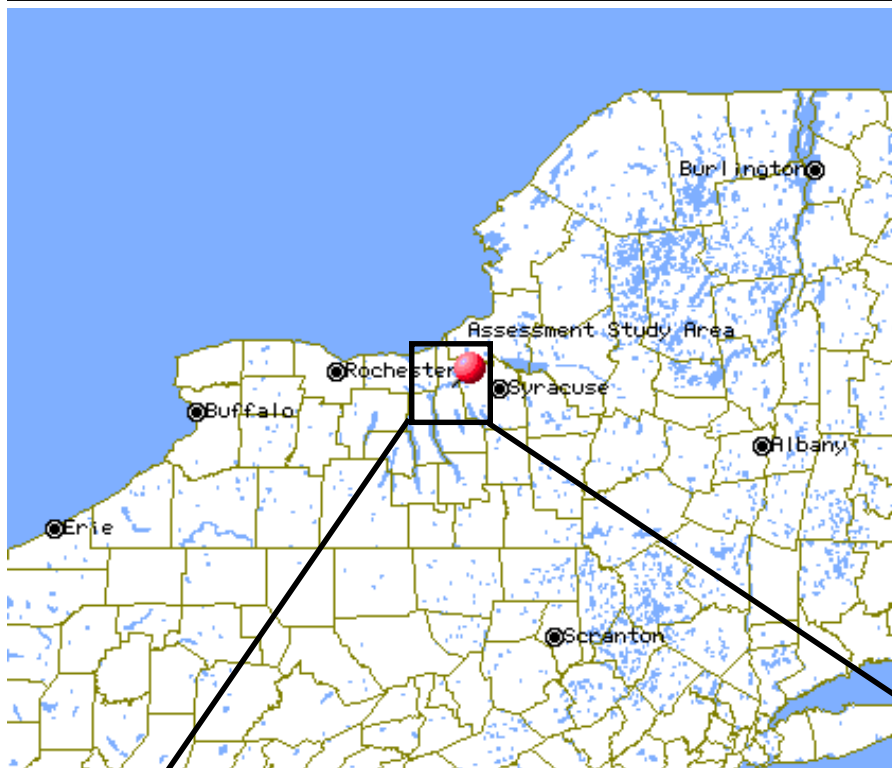 Burlington
Assessment Study Area
Rochester
Syracuse
Buffalo
Albany
Erie
Scranton